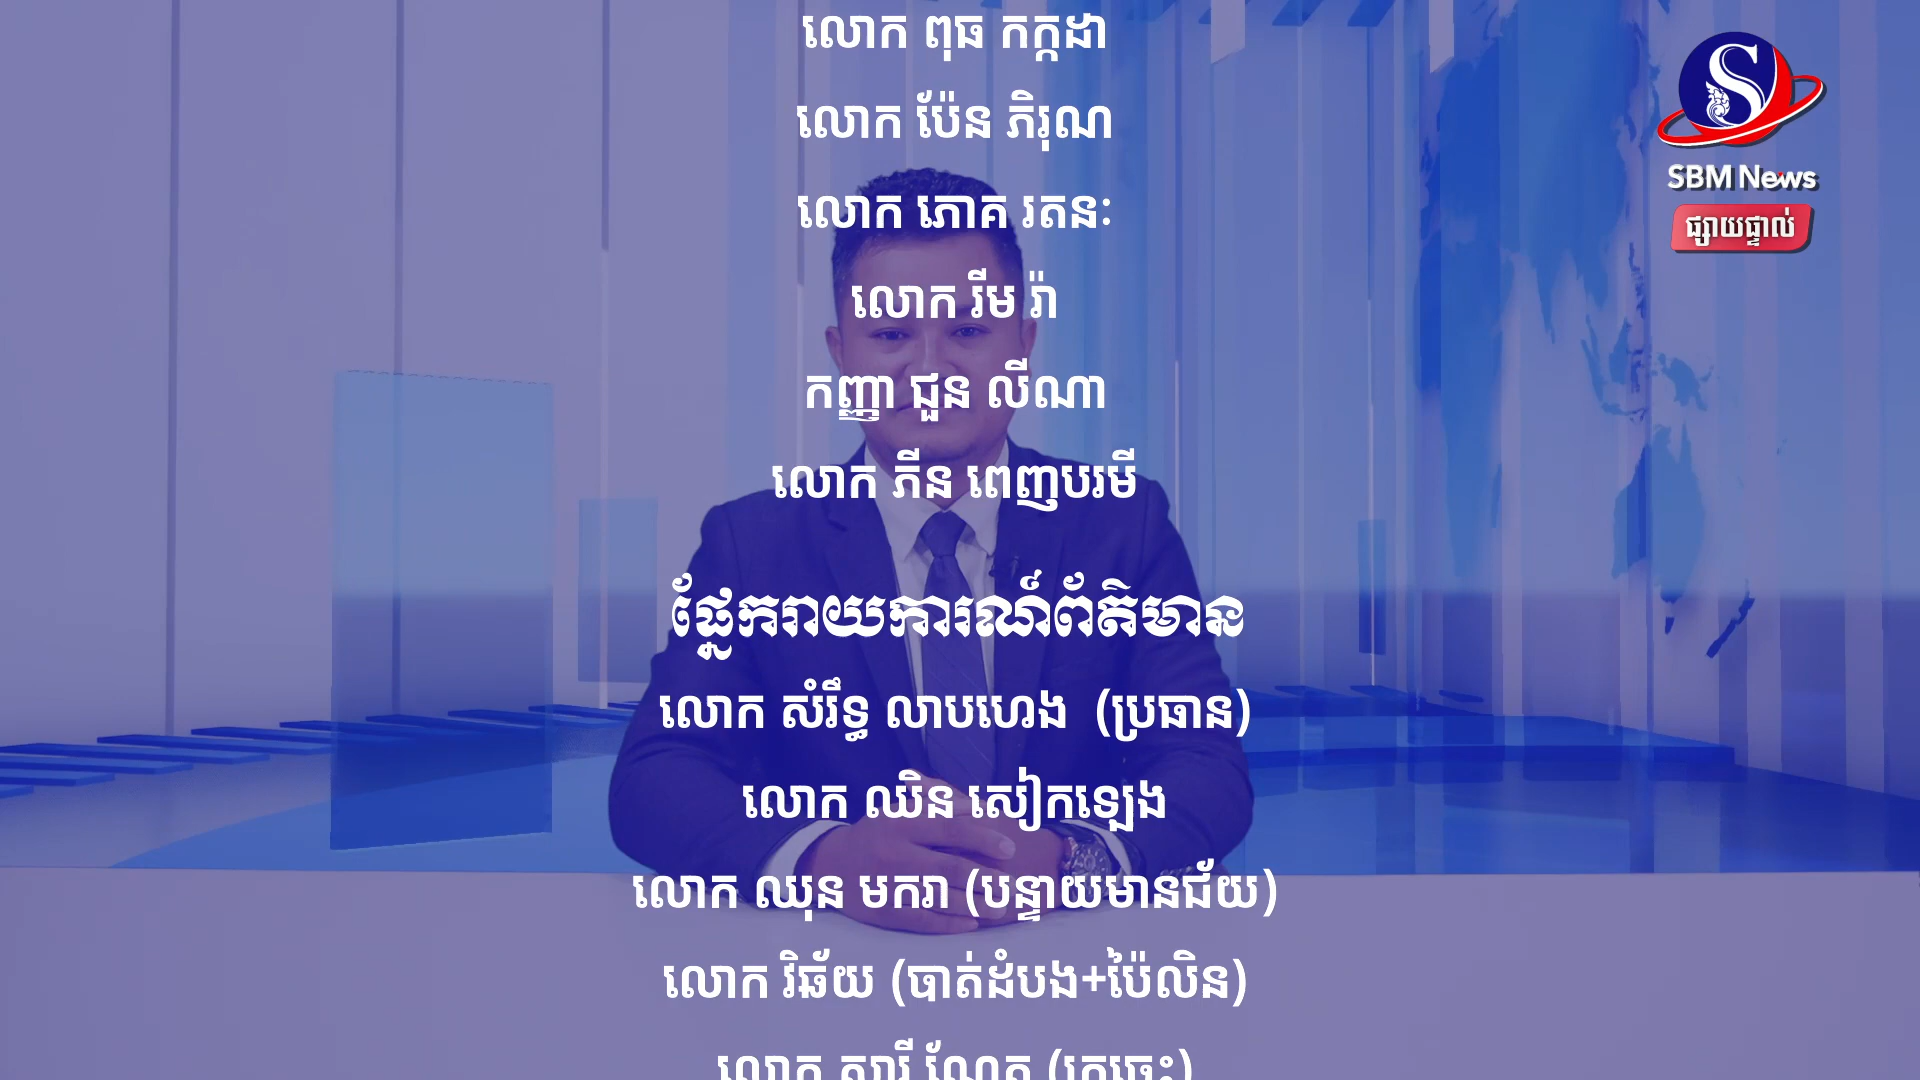 លោក ពុធ កក្កដា
លោក ប៉ែន ភិរុណ
លោក ភោគ រតនៈ
លោក រីម រ៉ា
កញ្ញា ជួន លីណា
លោក ភីន ពេញបរមី
ផ្នែករាយការណ៍ព័ត៌មាន
លោក សំរឹទ្ធ លាបហេង (ប្រធាន)
លោក ឈិន សៀកឡេង
លោក ឈុន មករា (បន្ទាយមានជ័យ)
លោក រិឆ័យ (បាត់ដំបង+ប៉ៃលិន)
SBM News
ផ្សាយផ្ទាល់